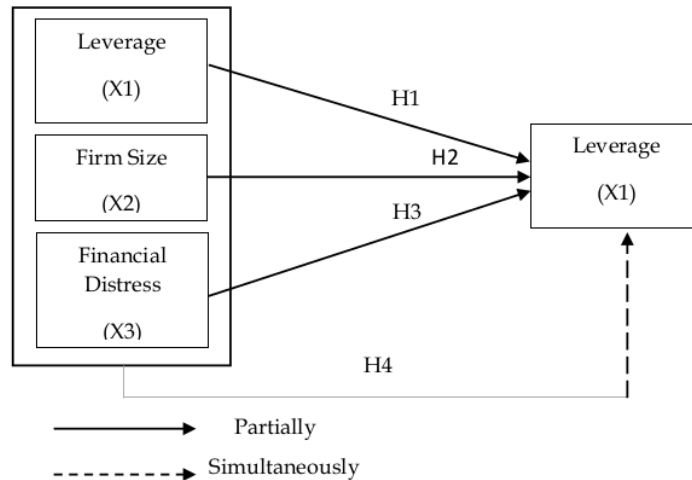 Leverage
(X1)
Firm Size
(X2)
Financial
Distress
(X3)
H1
H2
H3
Leverage
(X1)
H4
Partially
Simultaneously